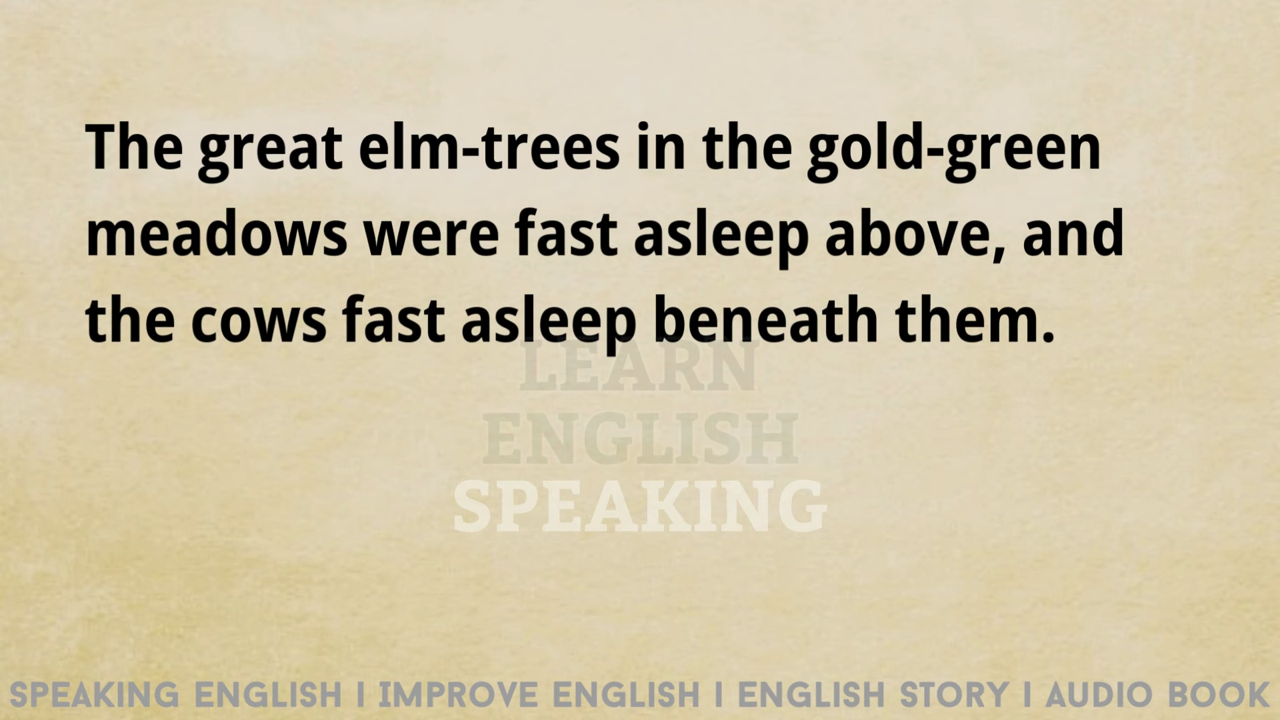 The great elm-trees in the gold-green
meadows were fast asleep above, and
the cows fast asleep beneath them.
LEARN
ENGLISH
SPEAKING
SPEAKING ENGLISH | IMPROVE ENGLISH | ENGLISH STORY | AUDIO BOOK